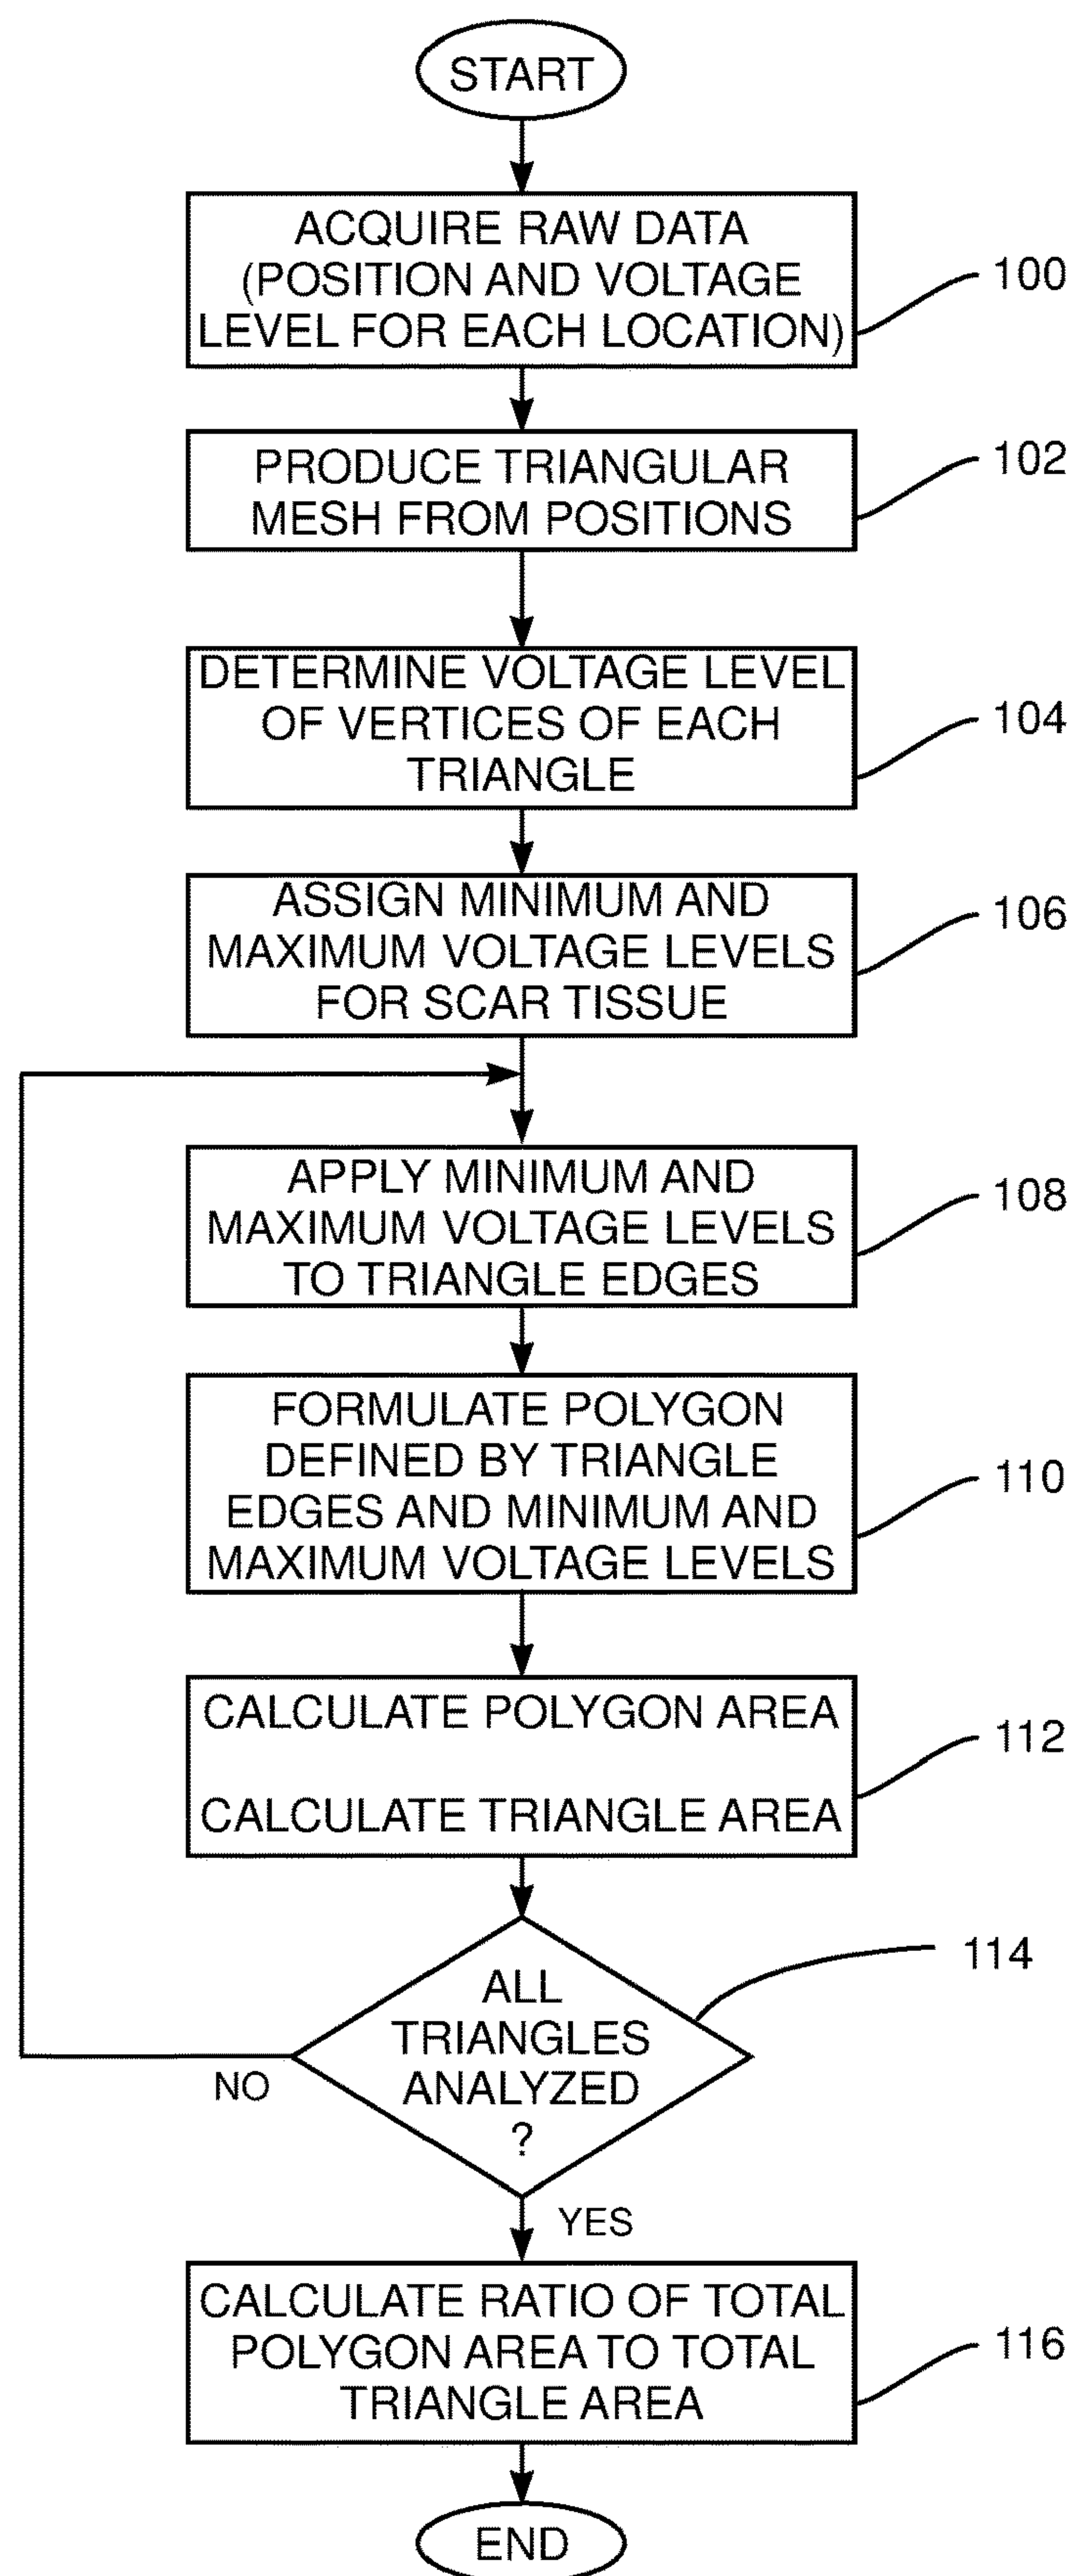 START
ACQUIRE RAW DATA
(POSITION AND VOLTAGE
LEVEL FOR EACH LOCATION)
100
PRODUCE TRIANGULAR
MESH FROM POSITIONS
102
DETERMINE VOLTAGE LEVEL
OF VERTICES OF EACH
TRIANGLE
104
ASSIGN MINIMUM AND
MAXIMUM VOLTAGE LEVELS
FOR SCAR TISSUE
106
APPLY MINIMUM AND
MAXIMUM VOLTAGE LEVELS
TO TRIANGLE EDGES
108
FORMULATE POLYGON
DEFINED BY TRIANGLE
EDGES AND MINIMUM AND
MAXIMUM VOLTAGE LEVELS
110
CALCULATE POLYGON AREA
CALCULATE TRIANGLE AREA
112
ALL
TRIANGLES
ANALYZED
?
114
NO
YES
CALCULATE RATIO OF TOTAL
POLYGON AREA TO TOTAL
TRIANGLE AREA
116
END